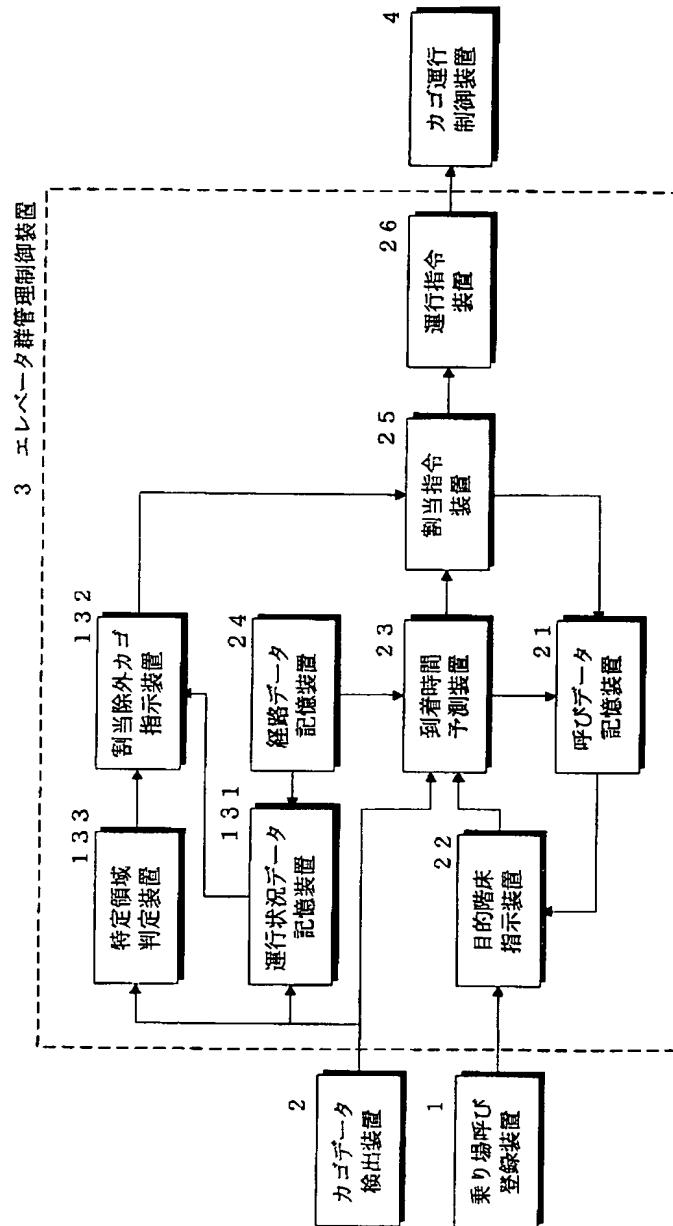 3 エレベータ群管理制御装置
133
特定領域
判定装置
132
割当除外カゴ
指示装置
131
運行状況データ
記憶装置
24
経路データ
記憶装置
2
カゴデータ
検出装置
23
到着時間
予測装置
25
割当指令
装置
26
運行指令
装置
4
カゴ運行
制御装置
1
乗り場呼び
登録装置
22
目的階床
指示装置
21
呼びデータ
記憶装置